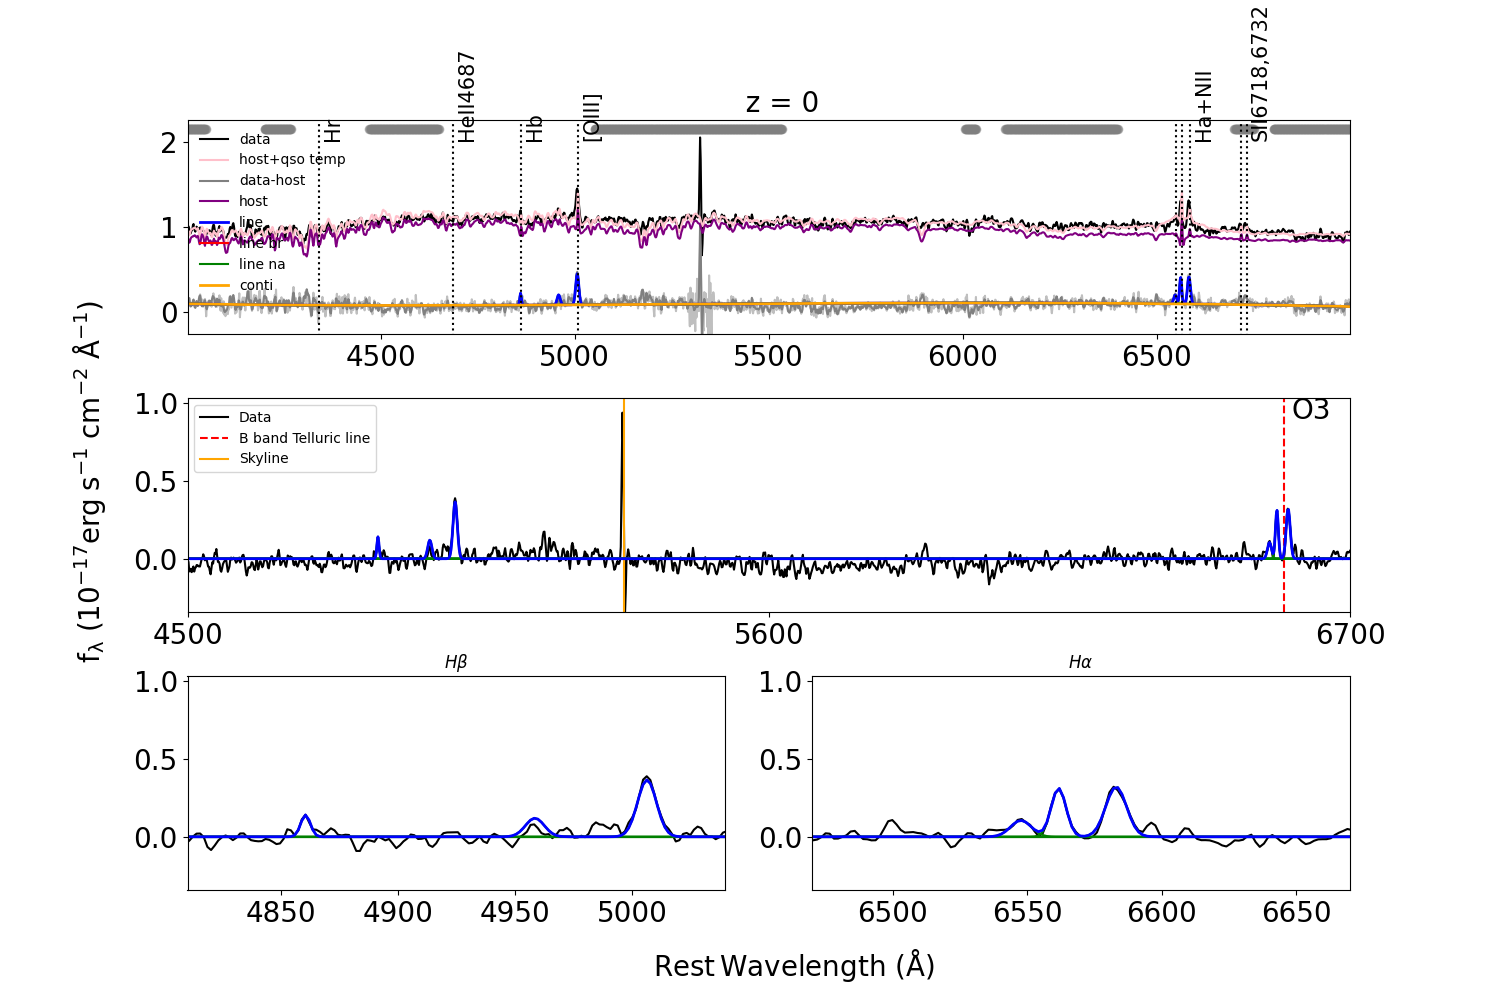 z = 0
Hr
HeII4687
Hb
[OIII]
Ha+NII
SII6718,6732
data
host+qso temp
data-host
host
line
line br
line na
conti
2
1
0
4500
5000
5500
6000
6500
f_λ (10^−17 erg s^−1 cm^−2 Å^−1)
1.0
0.5
0.0
Data
B band Telluric line
Skyline
O3
4500
5600
6700
Hβ
1.0
0.5
0.0
4850
4900
4950
5000
Hα
1.0
0.5
0.0
6500
6550
6600
6650
Rest Wavelength (Å)